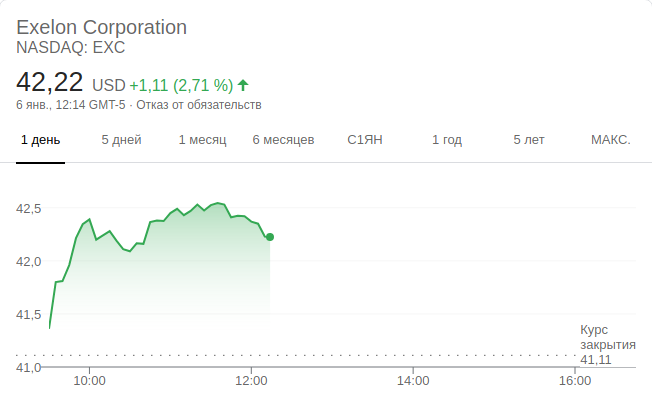 Exelon Corporation
NASDAQ: EXC
42,22 USD +1,11 (2,71 %)
6 янв., 12:14 GMT-5 · Отказ от обязательств
1 день 5 дней 1 месяц 6 месяцев С1ЯН 1 год 5 лет МАКС.
42,5
42,0
41,5
41,0
Курс
закрытия
41,11
10:00 12:00 14:00 16:00